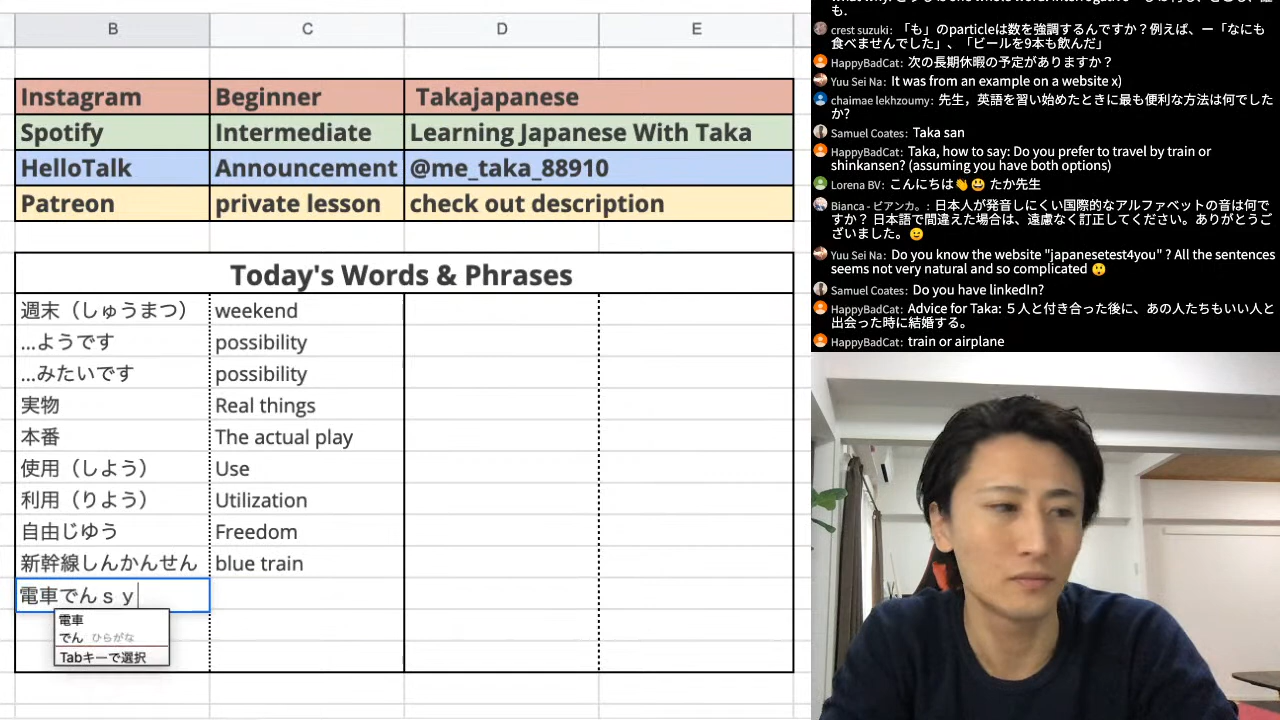 B C D E
Instagram Beginner Takajapanese
Spotify Intermediate Learning Japanese With Taka
HelloTalk Announcement @me_taka_88910
Patreon private lesson check out description
Today's Words & Phrases
週末（しゅうまつ） weekend
...ようです possibility
...みたいです possibility
実物 Real things
本番 The actual play
使用（しよう） Use
利用（りよう） Utilization
自由じゆう Freedom
新幹線しんかんせん blue train
電車でんｓｙ
電車
でん ひらがな
Tabキーで選択
も.
crest suzuki: 「も」のparticleは数を強調するんですか？例えば、ー「なにも
食べませんでした」、「ビールを9本も飲んだ」
HappyBadCat: 次の長期休暇の予定がありますか？
Yuu Sei Na: It was from an example on a website x)
chaimae lekhzoumy: 先生，英語を習い始めたときに最も便利な方法は何でした
か?
Samuel Coates: Taka san
HappyBadCat: Taka, how to say: Do you prefer to travel by train or
shinkansen? (assuming you have both options)
Lorena BV: こんにちは👋😃 たか先生
Bianca - ビアンカ。: 日本人が発音しにくい国際的なアルファベットの音は何で
すか？ 日本語で間違えた場合は、遠慮なく訂正してください。ありがとうご
ざいました。😉
Yuu Sei Na: Do you know the website "japanesetest4you" ? All the sentences
seems not very natural and so complicated 😲
Samuel Coates: Do you have linkedIn?
HappyBadCat: Advice for Taka: ５人と付き合った後に、あの人たちもいい人と
出会った時に結婚する。
HappyBadCat: train or airplane